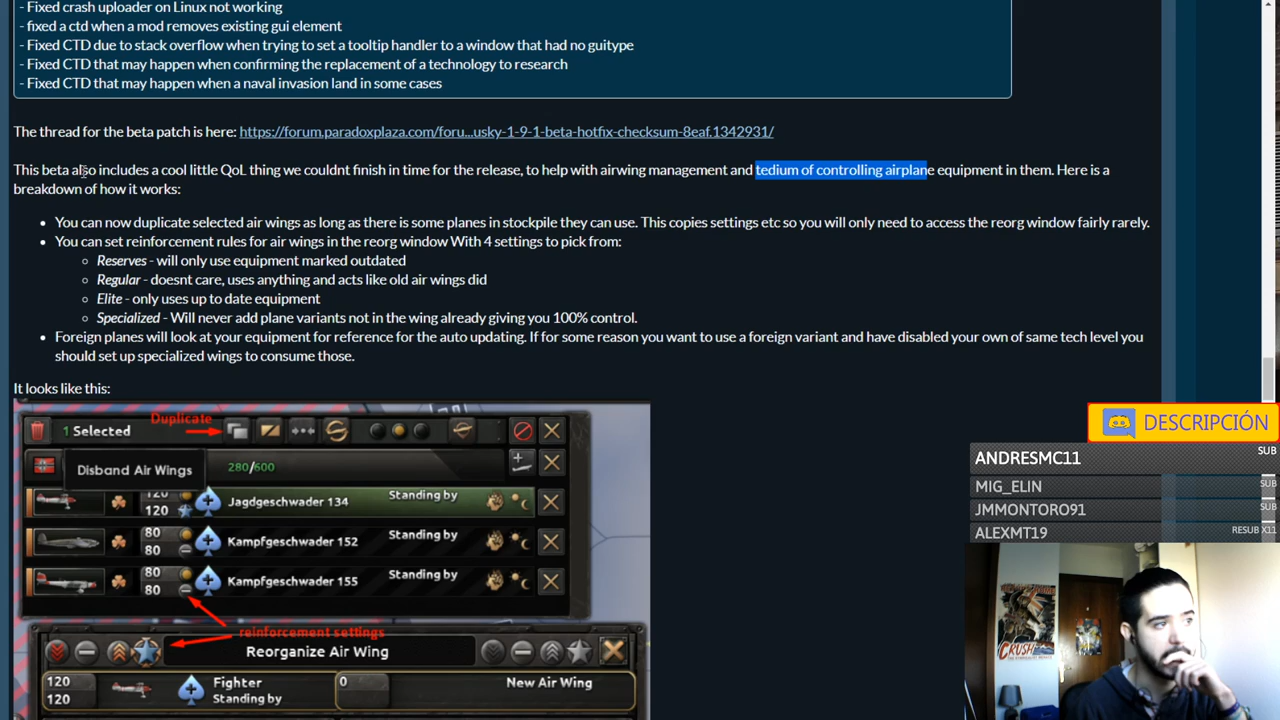 - Fixed crash uploader on Linux not working
- fixed a ctd when a mod removes existing gui element
- Fixed CTD due to stack overflow when trying to set a tooltip handler to a window that had no guitype
- Fixed CTD that may happen when confirming the replacement of a technology to research
- Fixed CTD that may happen when a naval invasion land in some cases
The thread for the beta patch is here: https://forum.paradoxplaza.com/foru...usky-1-9-1-beta-hotfix-checksum-8eaf.1342931/
This beta also includes a cool little QoL thing we couldnt finish in time for the release, to help with airwing management and tedium of controlling airplane equipment in them. Here is a
breakdown of how it works:
• You can now duplicate selected air wings as long as there is some planes in stockpile they can use. This copies settings etc so you will only need to access the reorg window fairly rarely.
• You can set reinforcement rules for air wings in the reorg window With 4 settings to pick from:
○ Reserves - will only use equipment marked outdated
○ Regular - doesnt care, uses anything and acts like old air wings did
○ Elite - only uses up to date equipment
○ Specialized - Will never add plane variants not in the wing already giving you 100% control.
• Foreign planes will look at your equipment for reference for the auto updating. If for some reason you want to use a foreign variant and have disabled your own of same tech level you
should set up specialized wings to consume those.
It looks like this:
Duplicate
1 Selected
Disband Air Wings
280/600
120
120
Jagdgeschwader 134
Standing by
80
80
Kampfgeschwader 152
Standing by
80
80
Kampfgeschwader 155
Standing by
reinforcement settings
Reorganize Air Wing
120
120
Fighter
Standing by
0
New Air Wing
DESCRIPCIÓN
ANDRESMC11 SUB
MIG_ELIN SUB
JMMONTORO91 SUB
ALEXMT19 RESUB X11
CRUSH